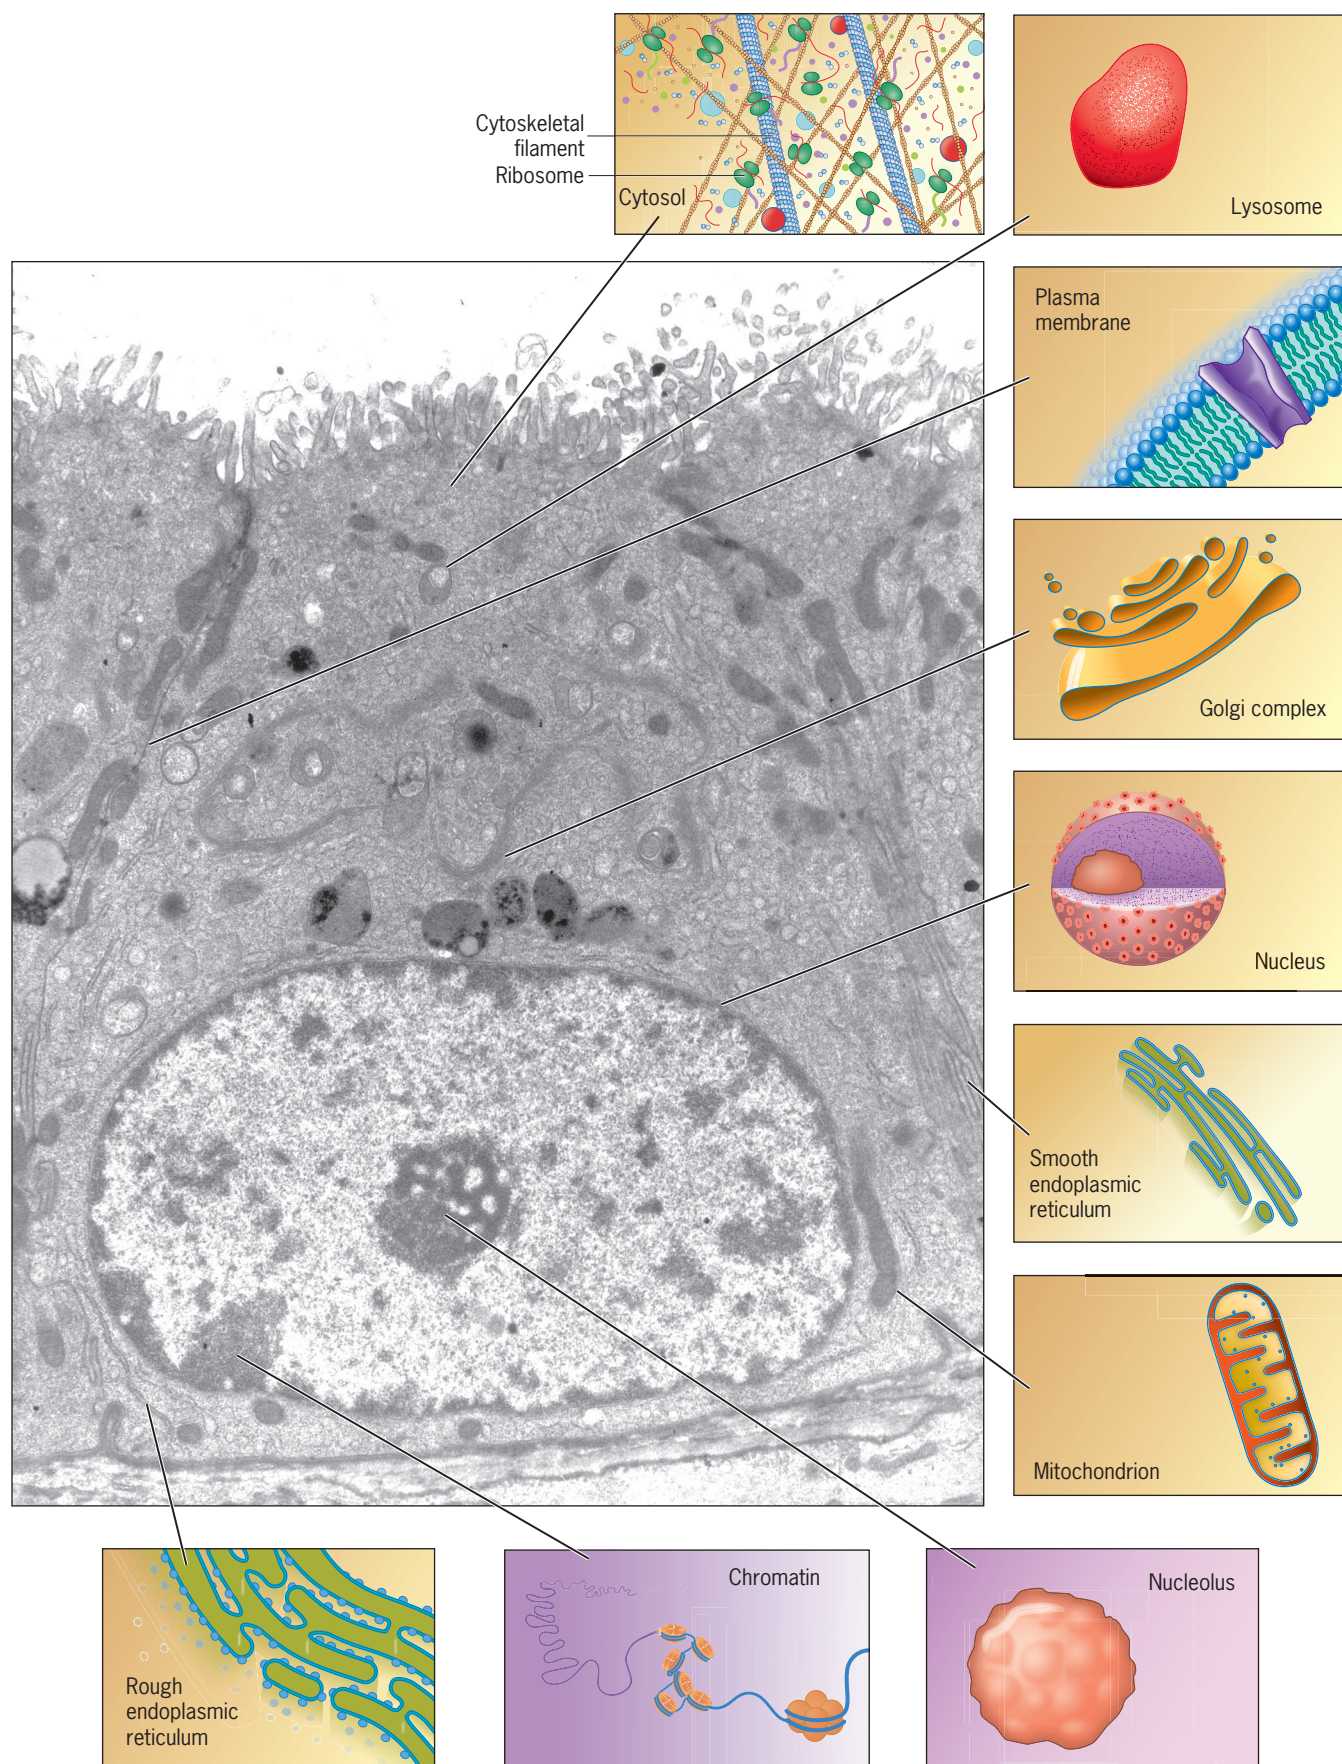 Cytoskeletal
filament
Ribosome
Cytosol
Lysosome
Plasma
membrane
Golgi complex
Nucleus
Smooth
endoplasmic
reticulum
Mitochondrion
Rough
endoplasmic
reticulum
Chromatin
Nucleolus